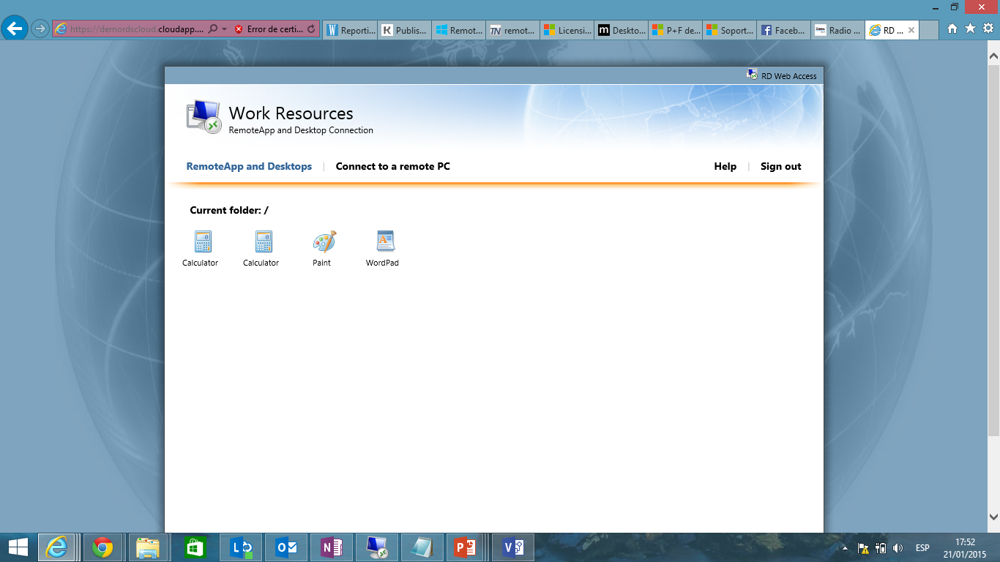 https://demordscloud.cloudapp.... Error de certi...
Reporti...
Publis...
Remot...
remot...
Licensi...
Deskto...
P+F de...
Soport...
Faceb...
Radio ...
RD ...
RD Web Access
Work Resources
RemoteApp and Desktop Connection
RemoteApp and Desktops | Connect to a remote PC
Help | Sign out
Current folder: /
Calculator
Calculator
Paint
WordPad
ESP
17:52
21/01/2015